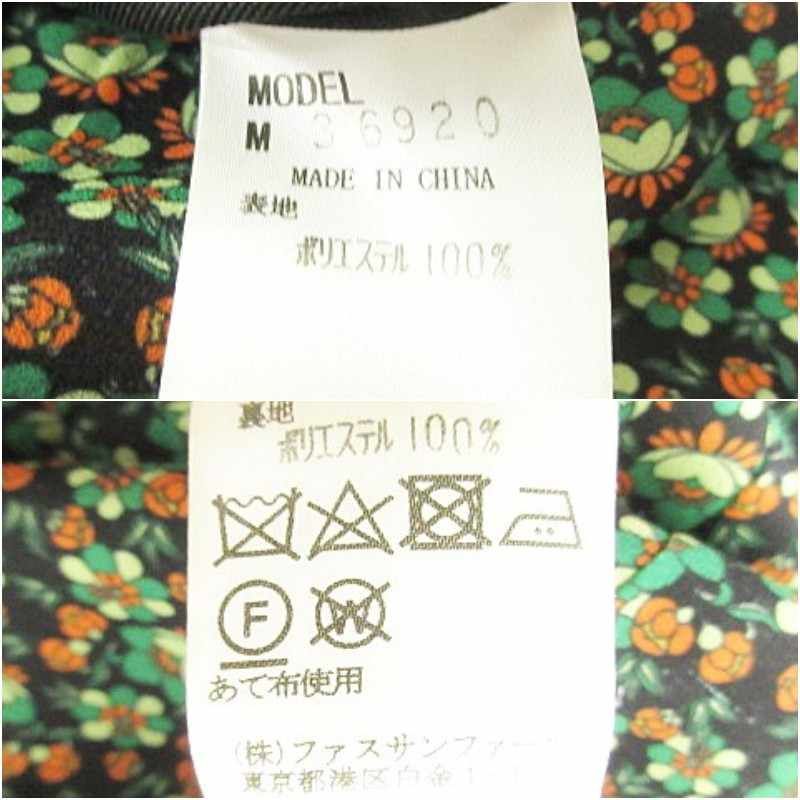 MODEL
M 36920
MADE IN CHINA
表地
ポリエステル 100%
裏地
ポリエステル 100%
F
W
あて布使用
(株)ファスサンファー
東京都港区白金1-